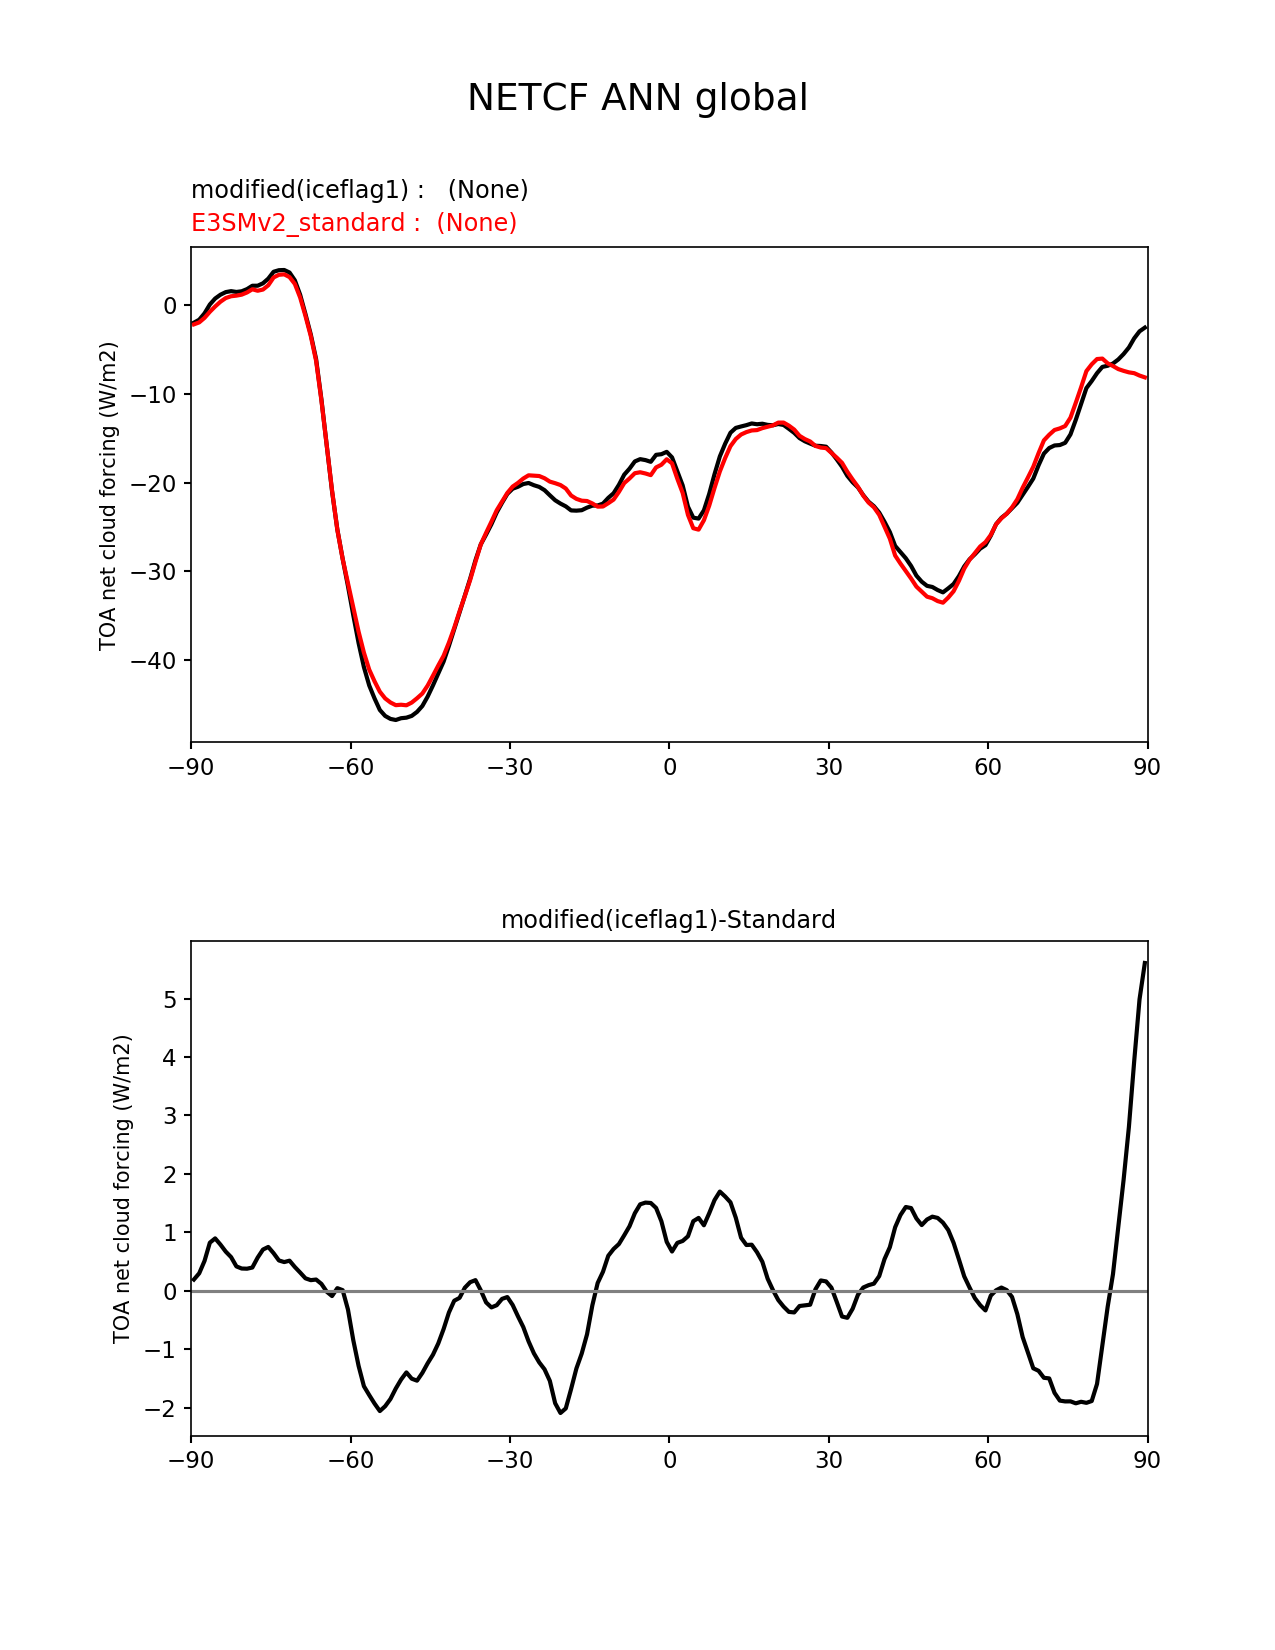 NETCF ANN global
modified(iceflag1) :   (None)
E3SMv2_standard :  (None)
TOA net cloud forcing (W/m2)
0
−10
−20
−30
−40
−90 −60 −30 0 30 60 90
modified(iceflag1)-Standard
TOA net cloud forcing (W/m2)
5
4
3
2
1
0
−1
−2
−90 −60 −30 0 30 60 90